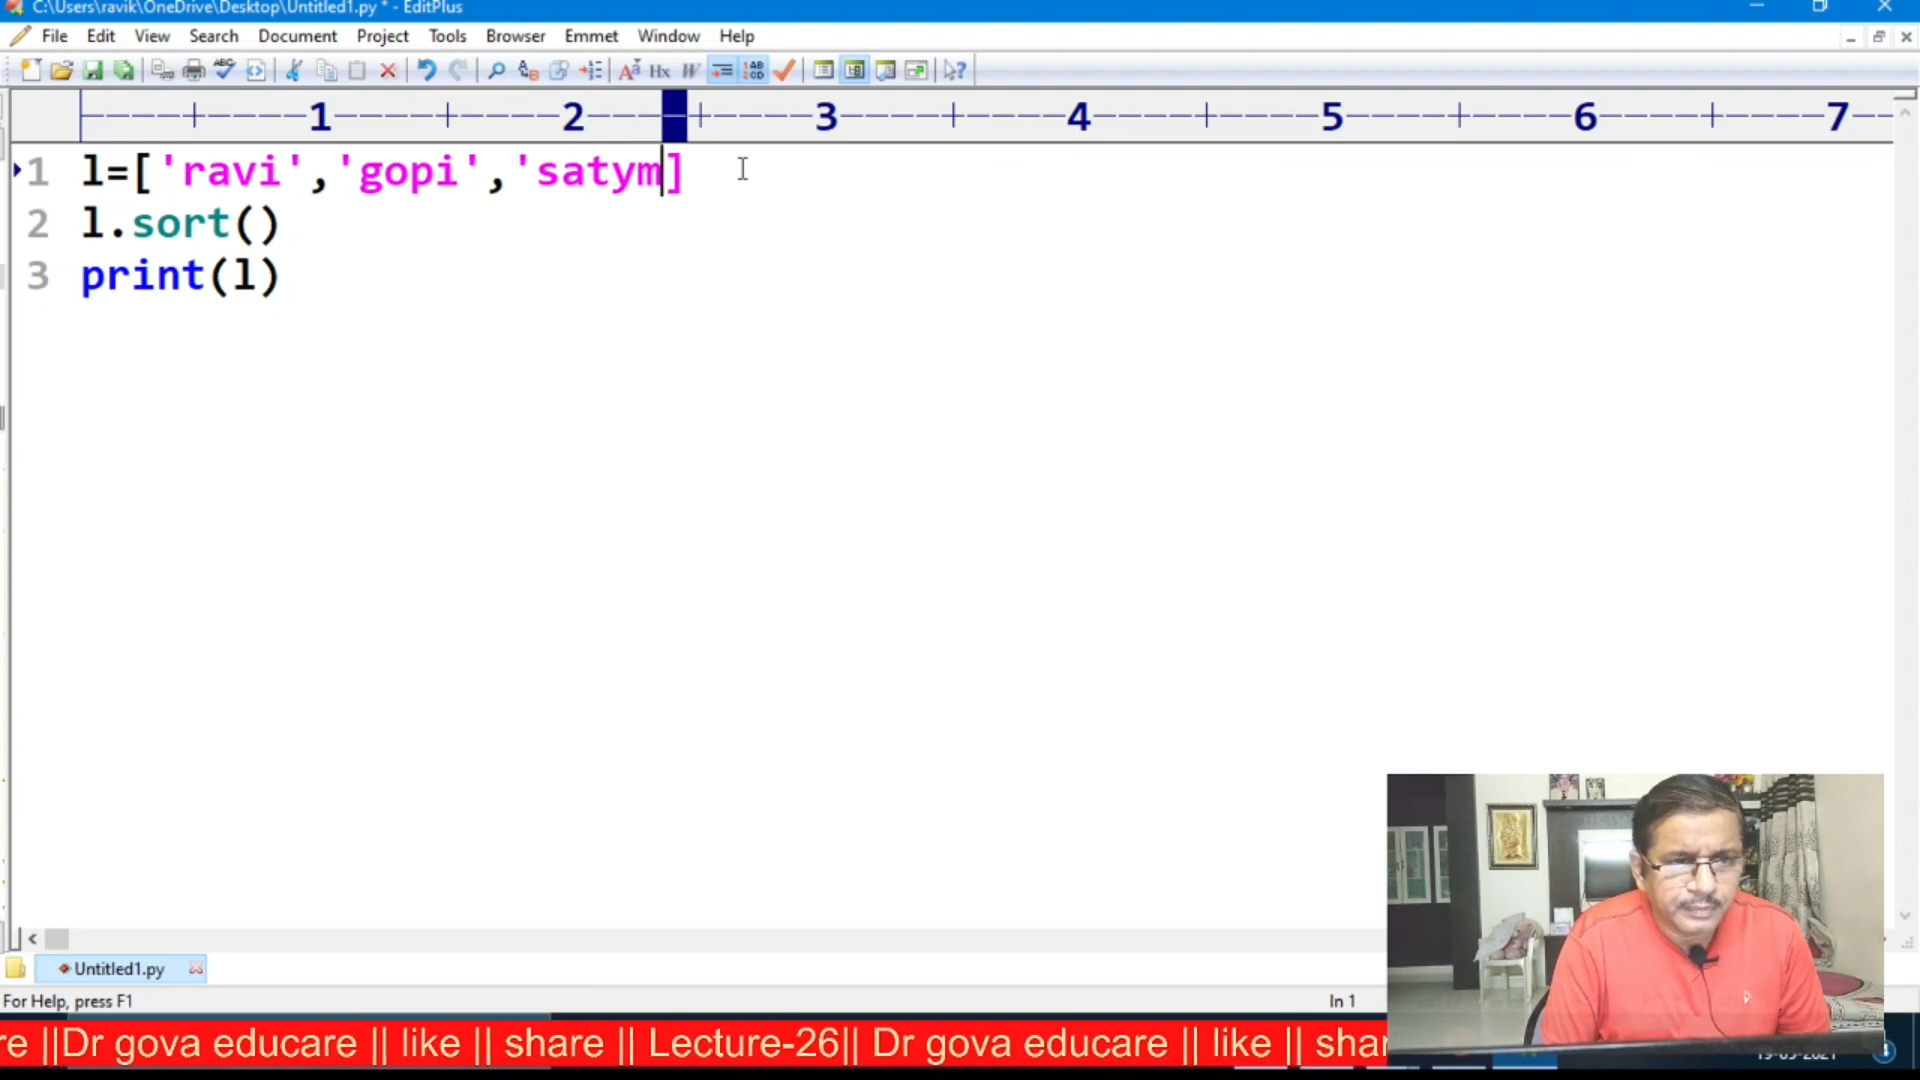 C:\Users\ravik\OneDrive\Desktop\Untitled1.py * - EditPlus
File Edit View Search Document Project Tools Browser Emmet Window Help
1 2 3 4 5 6 7
1 l=['ravi','gopi','satym]
2 l.sort()
3 print(l)
Untitled1.py
For Help, press F1
ln 1
re ||Dr gova educare || like || share || Lecture-26|| Dr gova educare || like || shar